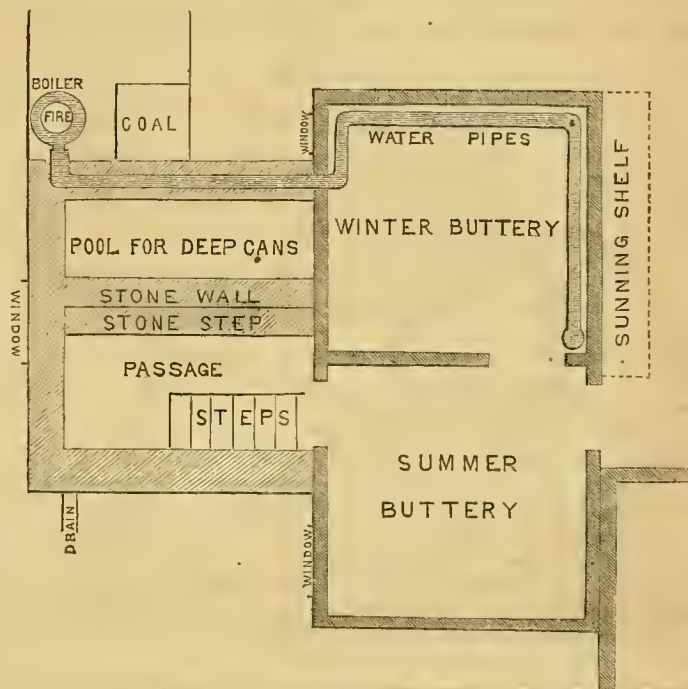 BOILER
FIRE
COAL
WINDOW
WATER PIPES
POOL FOR DEEP CANS
WINTER BUTTERY
SUNNING SHELF
WINDOW
STONE WALL
STONE STEP
PASSAGE
STEPS
SUMMER
BUTTERY
DRAIN
WINDOW